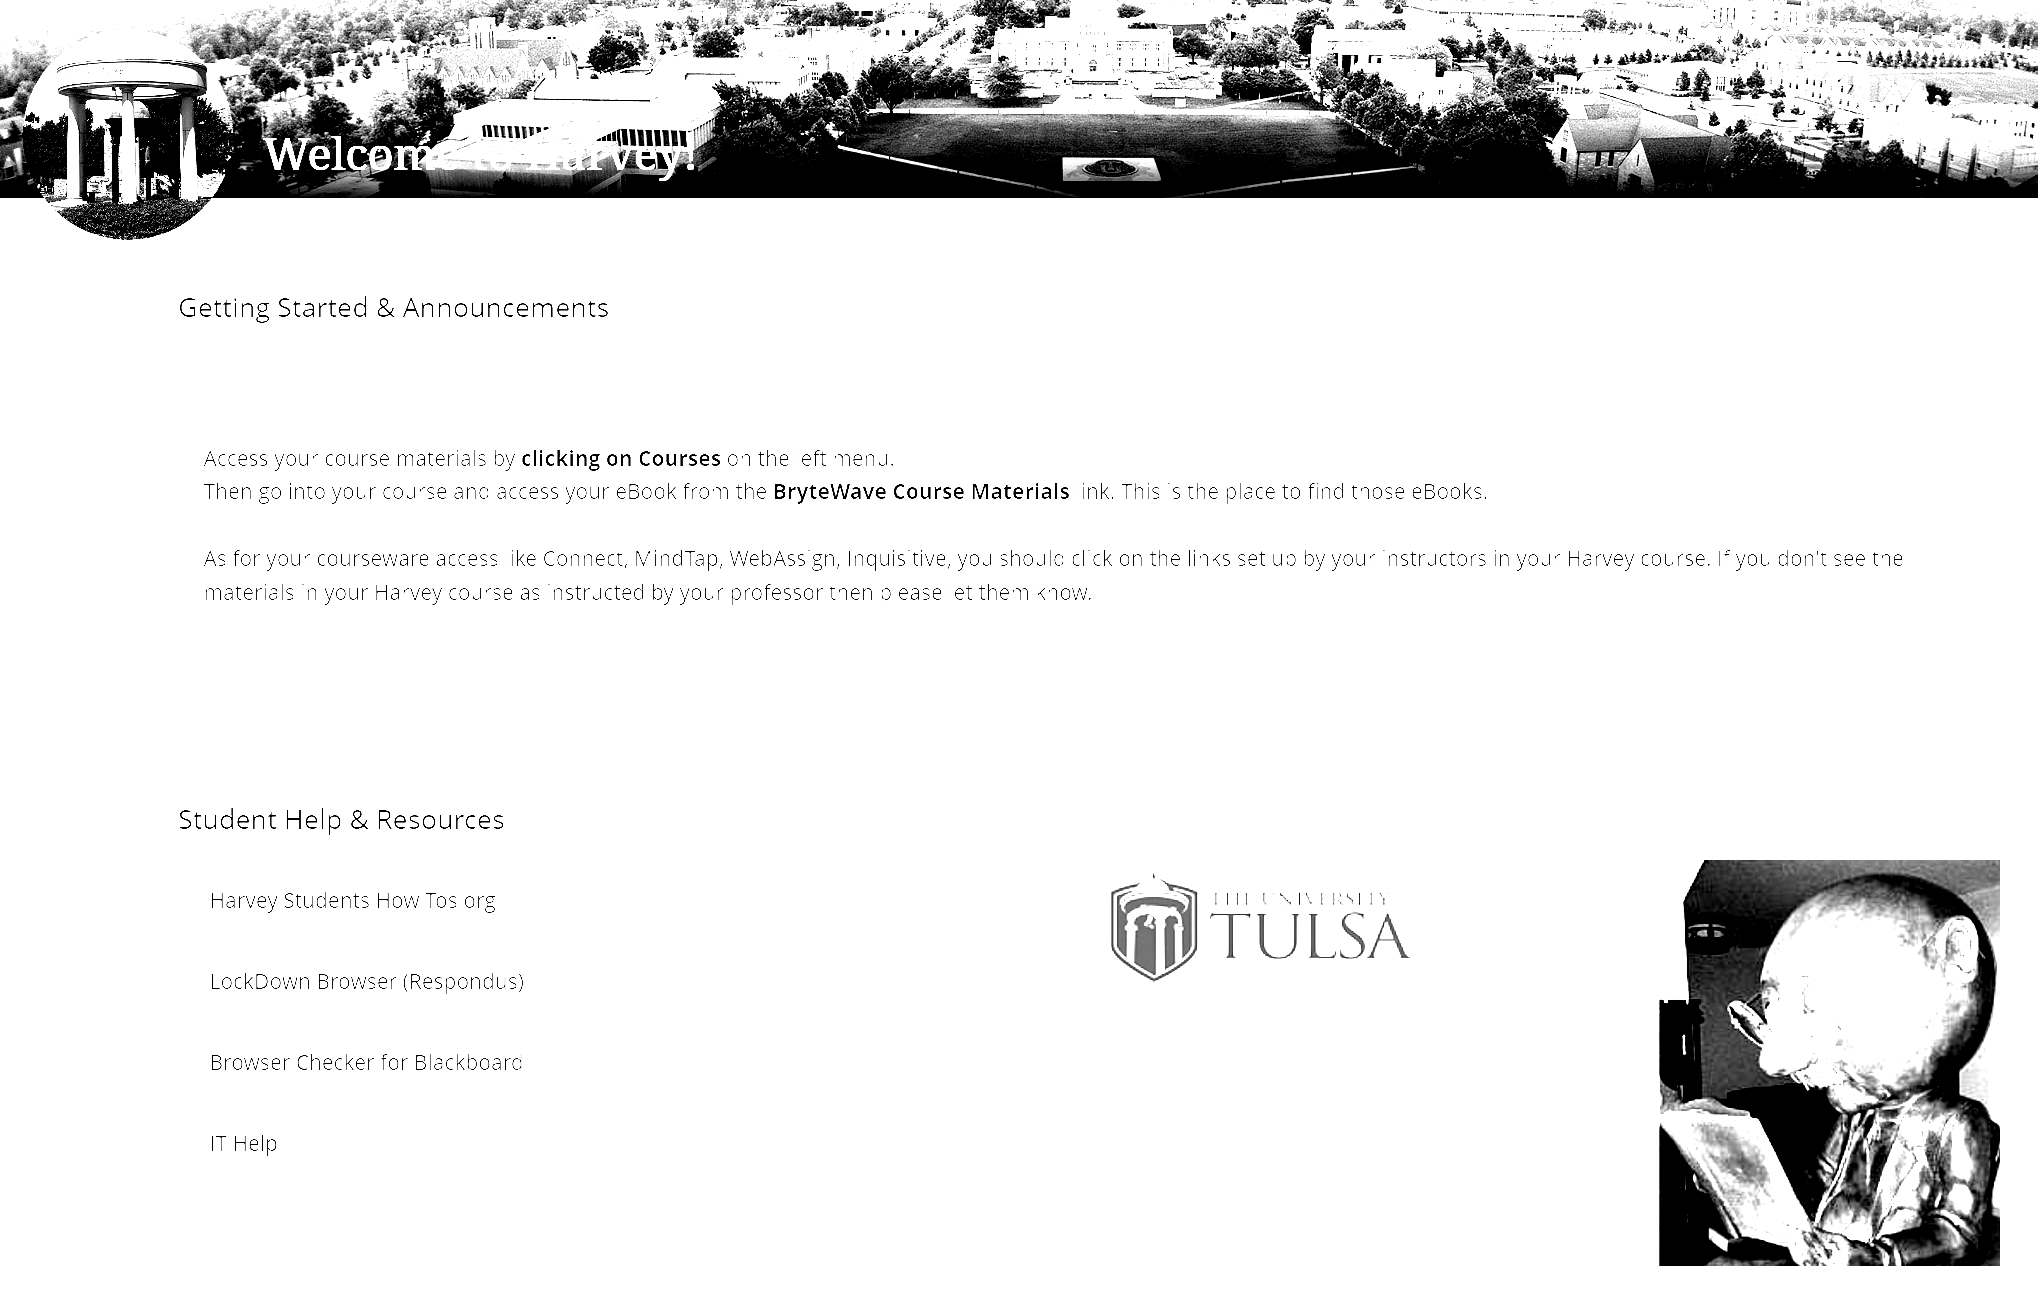 Welcome to Harvey!
Getting Started & Announcements
Access your course materials by clicking on Courses on the left menu.
Then go into your course and access your eBook from the BryteWave Course Materials link. This is the place to find those eBooks.
As for your courseware access like Connect, MindTap, WebAssign, Inquisitive, you should click on the links set up by your instructors in your Harvey course. If you don't see the
materials in your Harvey course as instructed by your professor then please let them know.
Student Help & Resources
Harvey Students How Tos org
LockDown Browser (Respondus)
Browser Checker for Blackboard
IT Help
THE UNIVERSITY
TULSA